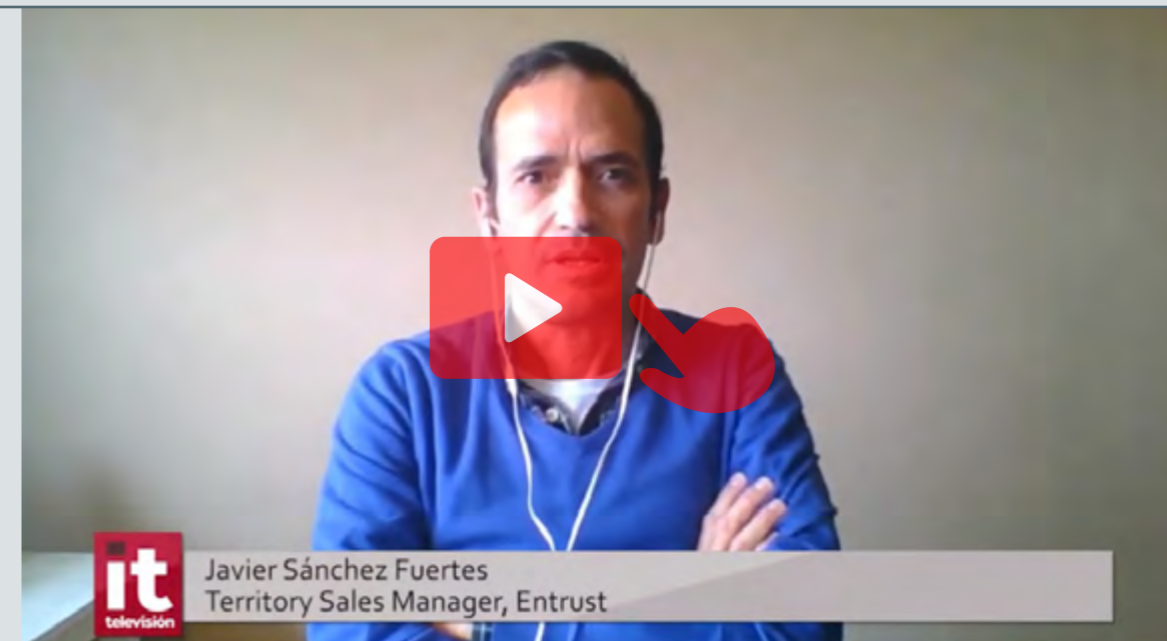 Javier Sánchez Fuertes
Territory Sales Manager, Entrust
it
televisión